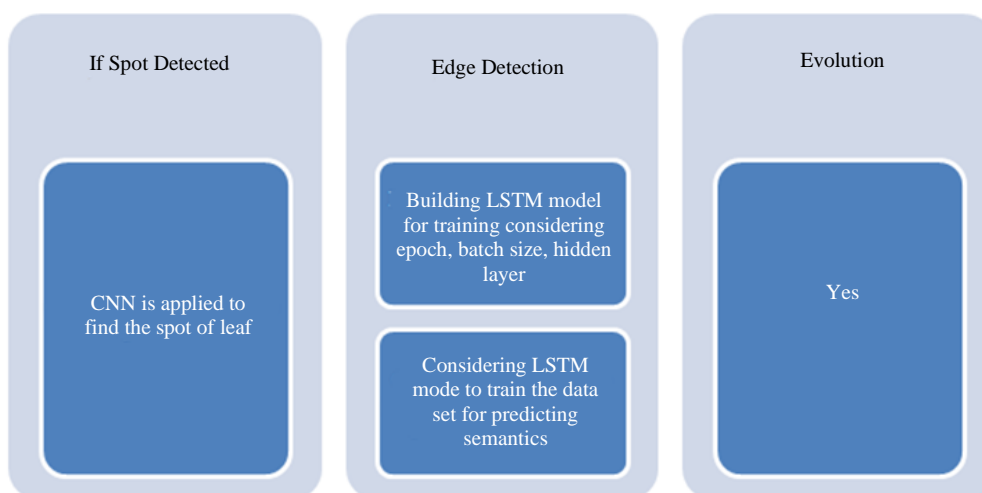 If Spot Detected
CNN is applied to
find the spot of leaf
Edge Detection
Building LSTM model
for training considering
epoch, batch size, hidden
layer
Considering LSTM
mode to train the data
set for predicting
semantics
Evolution
Yes